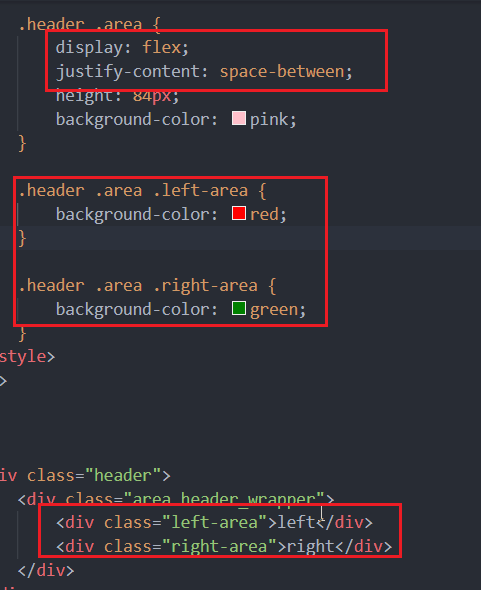 .header .area {
display: flex;
justify-content: space-between;
height: 84px;
background-color: pink;
}
.header .area .left-area {
background-color: red;
}
.header .area .right-area {
background-color: green;
}
style>
>
iv class="header">
<div class="area header_wrapper">
<div class="left-area">left</div>
<div class="right-area">right</div>
</div>